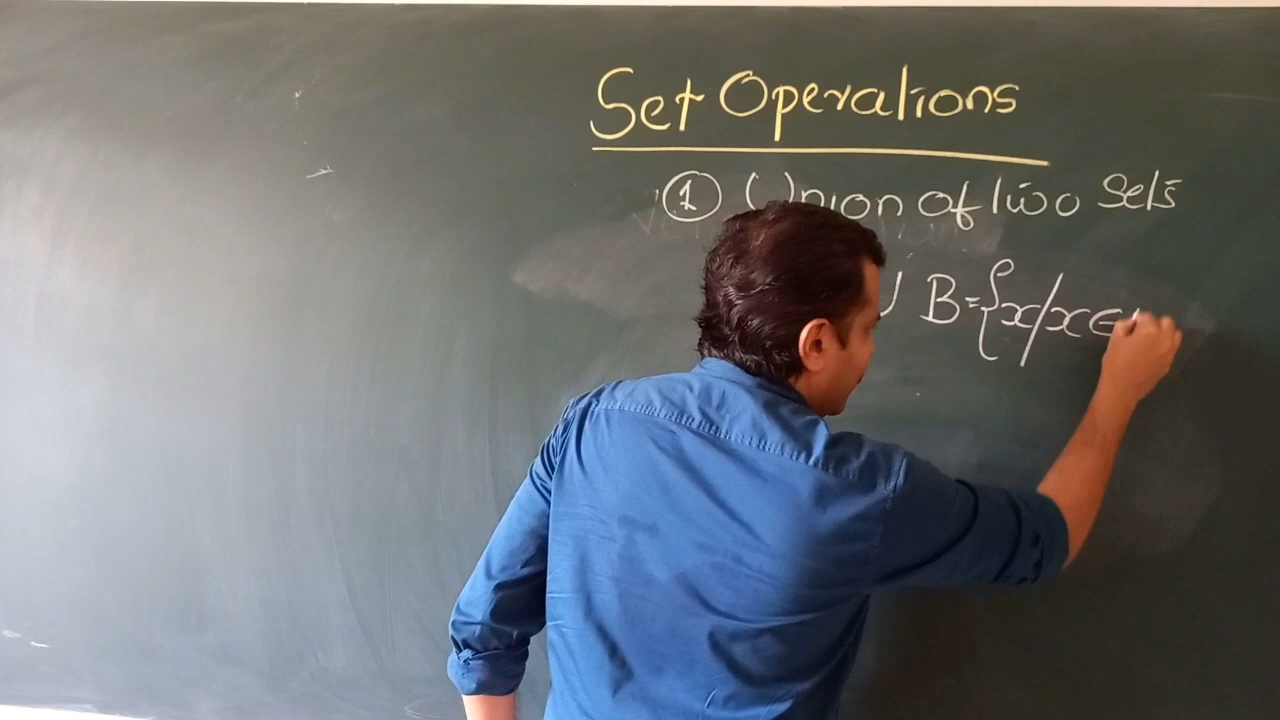 Set Operations
① Union of two Sets
∪ B={x/x∈